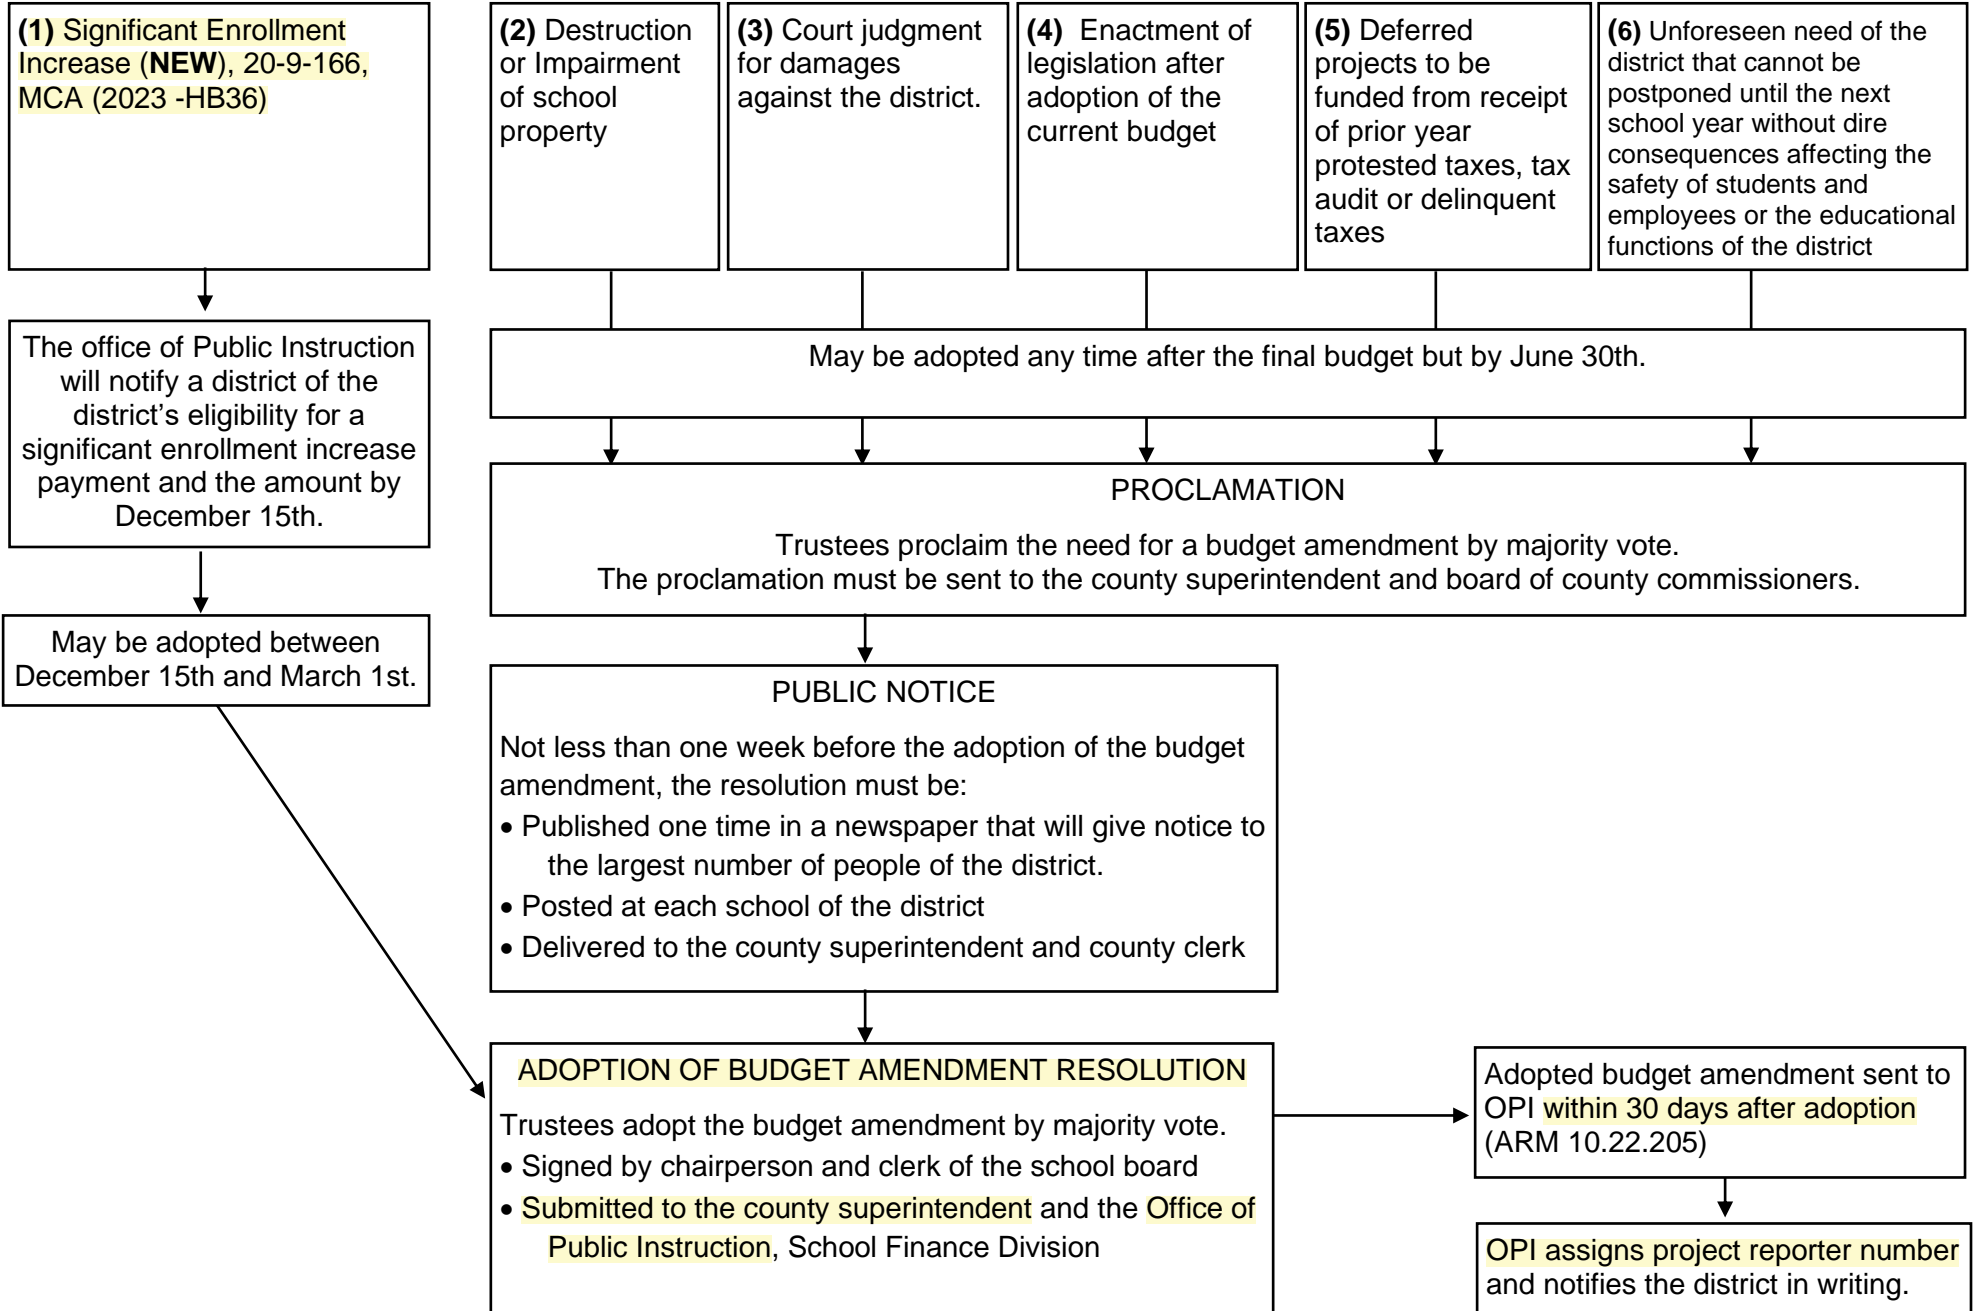 (1) Significant Enrollment
Increase (NEW), 20-9-166,
MCA (2023 -HB36)
(2) Destruction
or Impairment
of school
property
(3) Court judgment
for damages
against the district.
(4) Enactment of
legislation after
adoption of the
current budget
(5) Deferred
projects to be
funded from receipt
of prior year
protested taxes, tax
audit or delinquent
taxes
(6) Unforeseen need of the
district that cannot be
postponed until the next
school year without dire
consequences affecting the
safety of students and
employees or the educational
functions of the district
The office of Public Instruction
will notify a district of the
district’s eligibility for a
significant enrollment increase
payment and the amount by
December 15th.
May be adopted between
December 15th and March 1st.
May be adopted any time after the final budget but by June 30th.
PROCLAMATION
Trustees proclaim the need for a budget amendment by majority vote.
The proclamation must be sent to the county superintendent and board of county commissioners.
PUBLIC NOTICE
Not less than one week before the adoption of the budget
amendment, the resolution must be:
• Published one time in a newspaper that will give notice to
the largest number of people of the district.
• Posted at each school of the district
• Delivered to the county superintendent and county clerk
ADOPTION OF BUDGET AMENDMENT RESOLUTION
Trustees adopt the budget amendment by majority vote.
• Signed by chairperson and clerk of the school board
• Submitted to the county superintendent and the Office of
Public Instruction, School Finance Division
Adopted budget amendment sent to
OPI within 30 days after adoption
(ARM 10.22.205)
OPI assigns project reporter number
and notifies the district in writing.